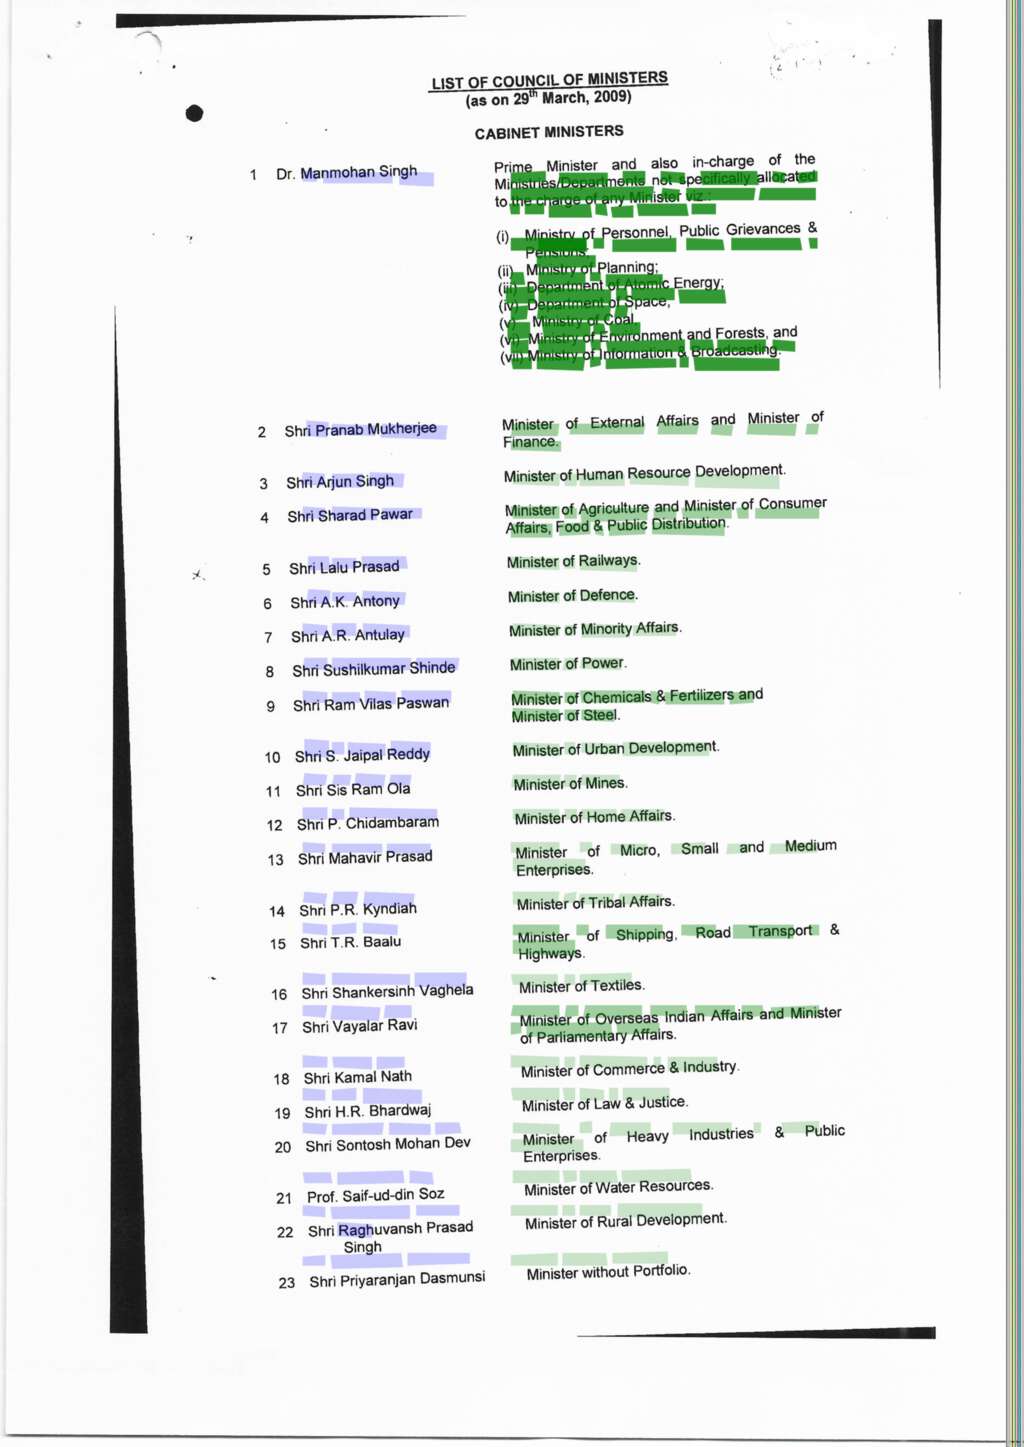 LIST OF COUNCIL OF MINISTERS
(as on 29th March, 2009)
CABINET MINISTERS
1 Dr. Manmohan Singh Prime Minister and also in-charge of the
Ministries/Departments not specifically allocated
to the charge of any Minister viz.:
(i) Ministry of Personnel, Public Grievances &
Pensions;
(ii) Ministry of Planning;
(iii) Department of Atomic Energy;
(iv) Department of Space,
(v) Ministry of Coal,
(vi) Ministry of Environment and Forests, and
(vii) Ministry of Information & Broadcasting.
2 Shri Pranab Mukherjee Minister of External Affairs and Minister of
Finance.
3 Shri Arjun Singh Minister of Human Resource Development.
4 Shri Sharad Pawar Minister of Agriculture and Minister of Consumer
Affairs, Food & Public Distribution.
5 Shri Lalu Prasad Minister of Railways.
6 Shri A.K. Antony Minister of Defence.
7 Shri A.R. Antulay Minister of Minority Affairs.
8 Shri Sushilkumar Shinde Minister of Power.
9 Shri Ram Vilas Paswan Minister of Chemicals & Fertilizers and
Minister of Steel.
10 Shri S. Jaipal Reddy Minister of Urban Development.
11 Shri Sis Ram Ola Minister of Mines.
12 Shri P. Chidambaram Minister of Home Affairs.
13 Shri Mahavir Prasad Minister of Micro, Small and Medium
Enterprises.
14 Shri P.R. Kyndiah Minister of Tribal Affairs.
15 Shri T.R. Baalu Minister of Shipping, Road Transport &
Highways.
16 Shri Shankersinh Vaghela Minister of Textiles.
17 Shri Vayalar Ravi Minister of Overseas Indian Affairs and Minister
of Parliamentary Affairs.
18 Shri Kamal Nath Minister of Commerce & Industry.
19 Shri H.R. Bhardwaj Minister of Law & Justice.
20 Shri Sontosh Mohan Dev Minister of Heavy Industries & Public
Enterprises.
21 Prof. Saif-ud-din Soz Minister of Water Resources.
22 Shri Raghuvansh Prasad Minister of Rural Development.
Singh
23 Shri Priyaranjan Dasmunsi Minister without Portfolio.